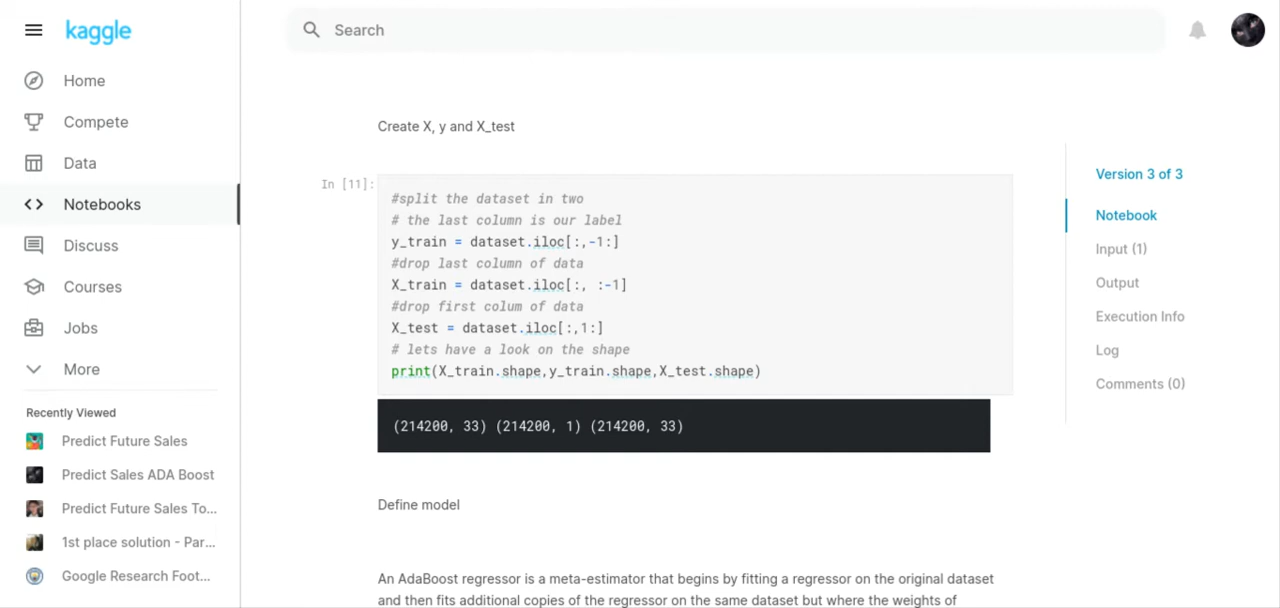 kaggle
Search
Home
Compete
Data
Notebooks
Discuss
Courses
Jobs
More
Recently Viewed
Predict Future Sales
Predict Sales ADA Boost
Predict Future Sales To...
1st place solution - Par...
Google Research Foot...
Create X, y and X_test
In [11]:
#split the dataset in two
# the last column is our label
y_train = dataset.iloc[:,-1:]
#drop last column of data
X_train = dataset.iloc[:, :-1]
#drop first colum of data
X_test = dataset.iloc[:,1:]
# lets have a look on the shape
print(X_train.shape,y_train.shape,X_test.shape)
(214200, 33) (214200, 1) (214200, 33)
Define model
An AdaBoost regressor is a meta-estimator that begins by fitting a regressor on the original dataset
and then fits additional copies of the regressor on the same dataset but where the weights of
Version 3 of 3
Notebook
Input (1)
Output
Execution Info
Log
Comments (0)